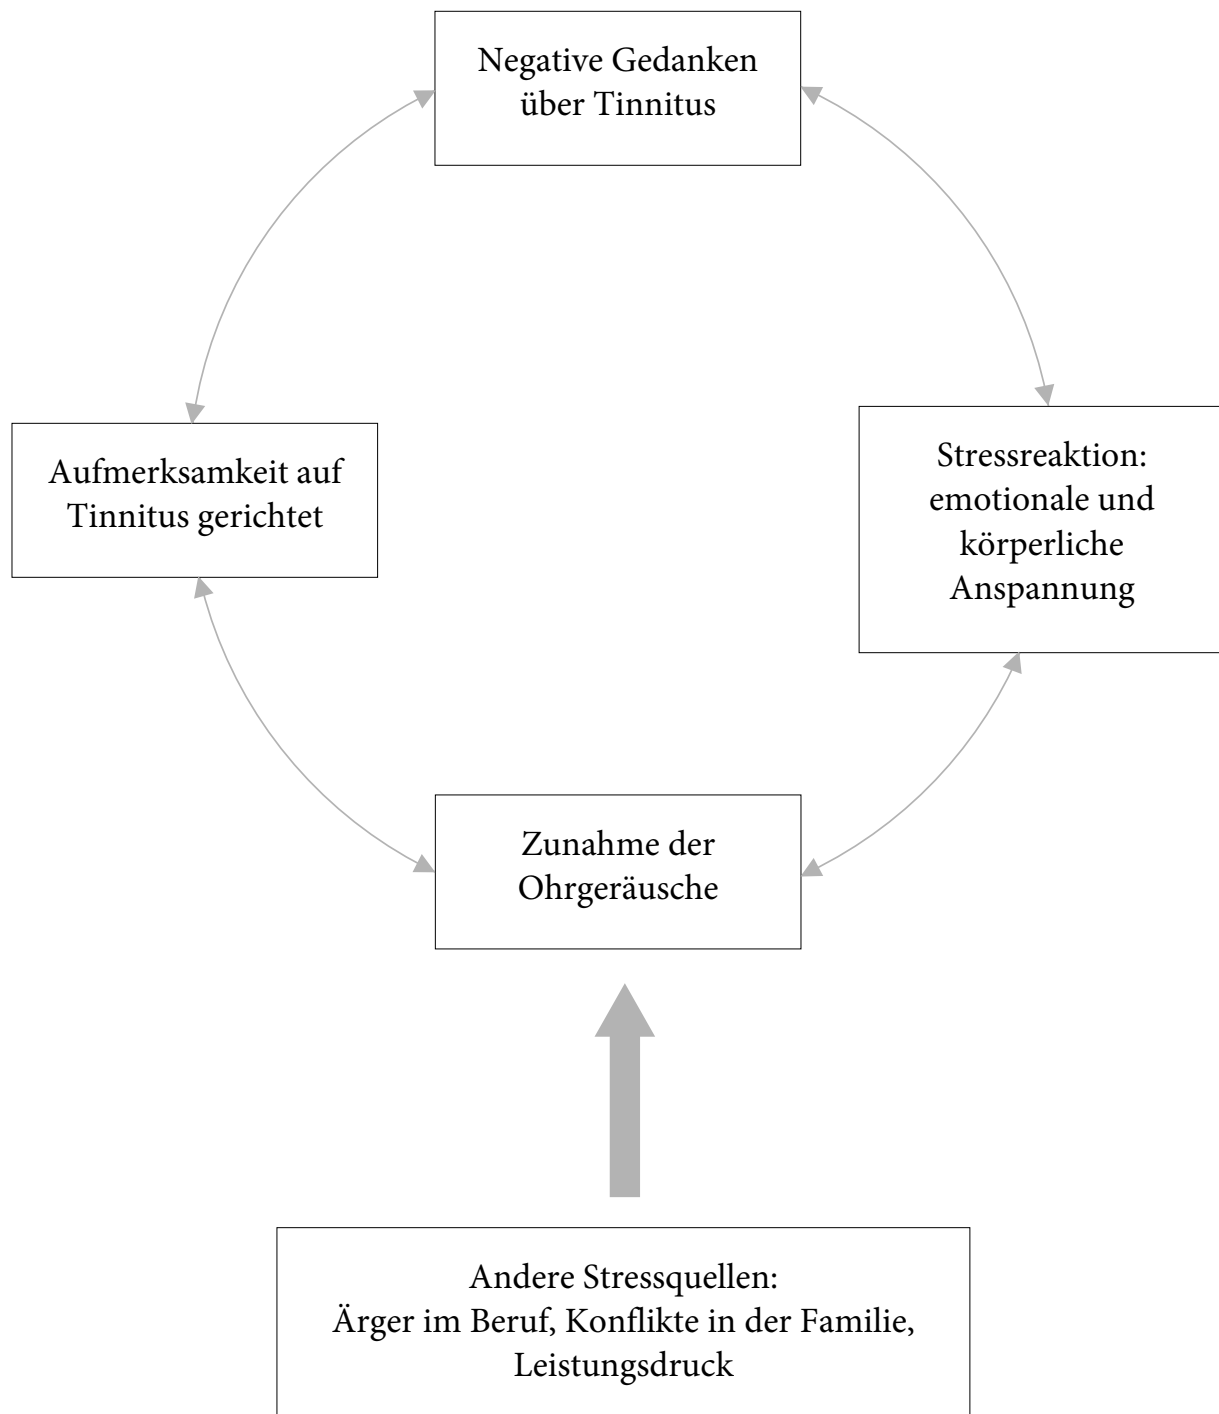 Negative Gedanken
über Tinnitus
Aufmerksamkeit auf
Tinnitus gerichtet
Stressreaktion:
emotionale und
körperliche
Anspannung
Zunahme der
Ohrgeräusche
Andere Stressquellen:
Ärger im Beruf, Konflikte in der Familie,
Leistungsdruck